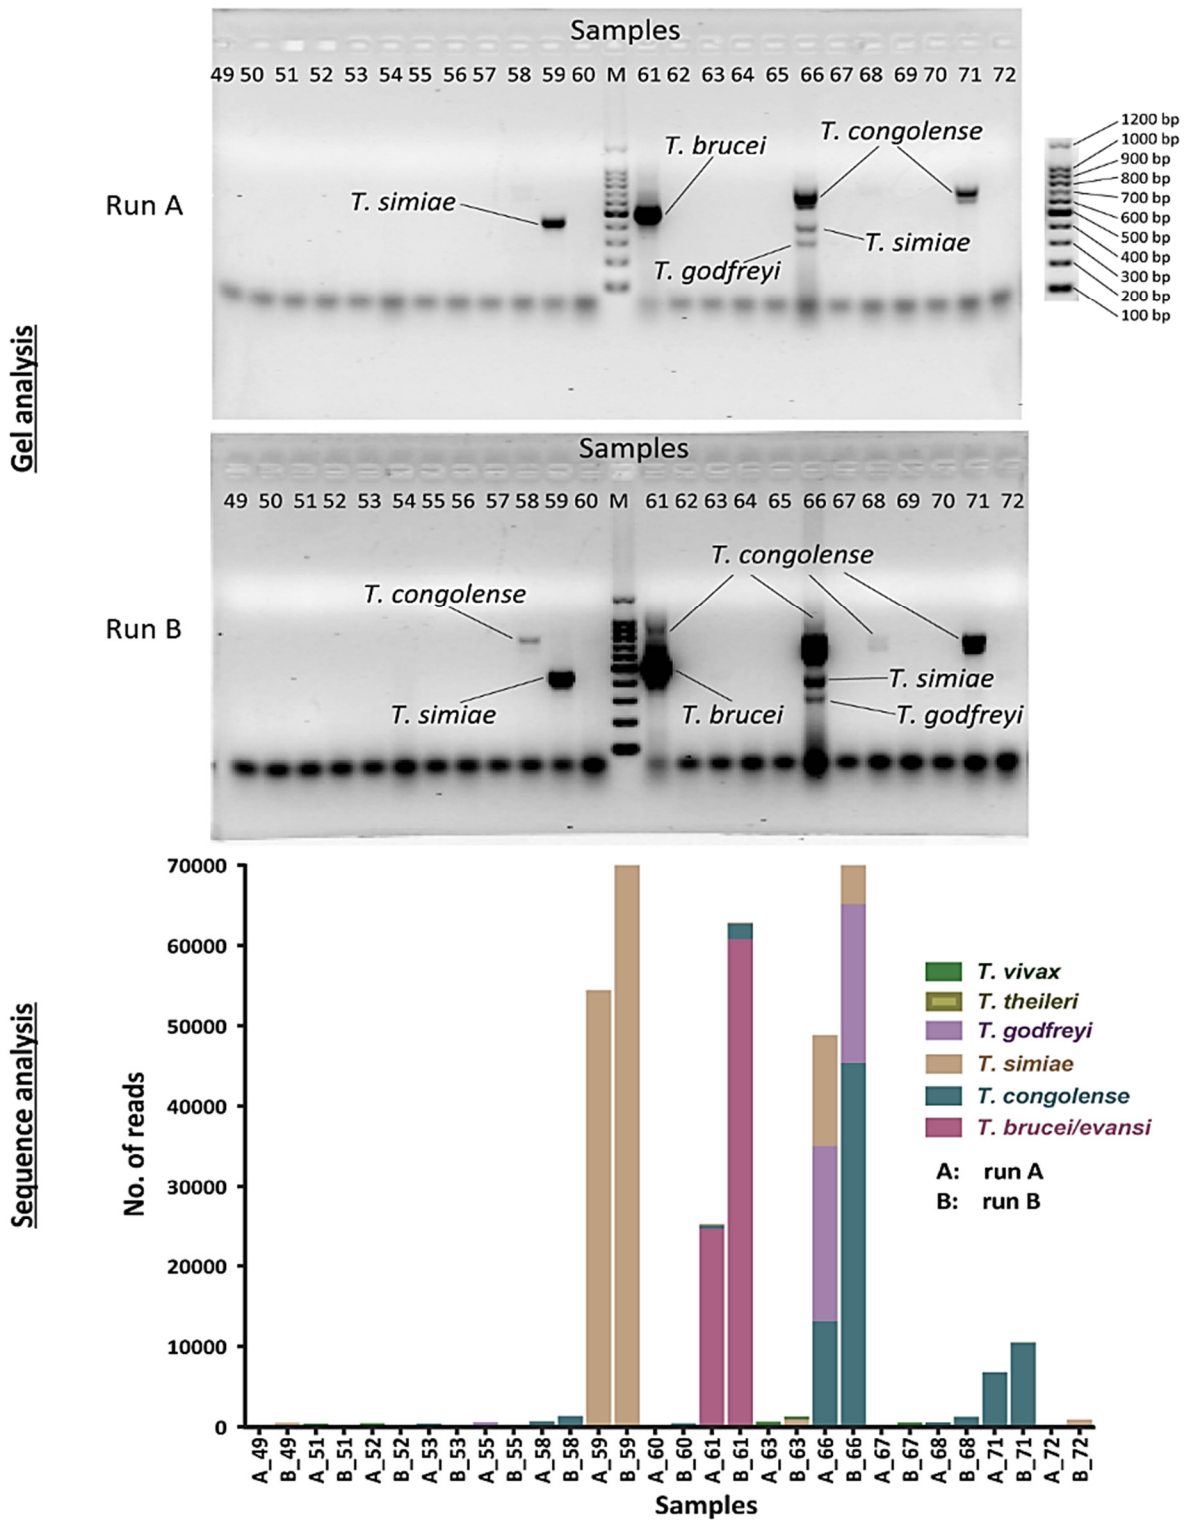 Samples
49 50 51 52 53 54 55 56 57 58 59 60 M 61 62 63 64 65 66 67 68 69 70 71 72
T. congolense
T. brucei
T. simiae
T. simiae
T. godfreyi
Run A
1200 bp
1000 bp
900 bp
800 bp
700 bp
600 bp
500 bp
400 bp
300 bp
200 bp
100 bp
Gel analysis
Samples
49 50 51 52 53 54 55 56 57 58 59 60 M 61 62 63 64 65 66 67 68 69 70 71 72
T. congolense
T. congolense
Run B
T. simiae
T. simiae
T. brucei
T. godfreyi
Sequence analysis
No. of reads
70000
60000
50000
40000
30000
20000
10000
0
T. vivax
T. theileri
T. godfreyi
T. simiae
T. congolense
T. brucei/evansi
A: run A
B: run B
A_49
B_49
A_51
B_51
A_52
B_52
A_53
B_53
A_55
B_55
A_58
B_58
A_59
B_59
A_60
B_60
A_61
B_61
A_63
B_63
A_66
B_66
A_67
B_67
A_68
B_68
A_71
B_71
A_72
B_72
Samples